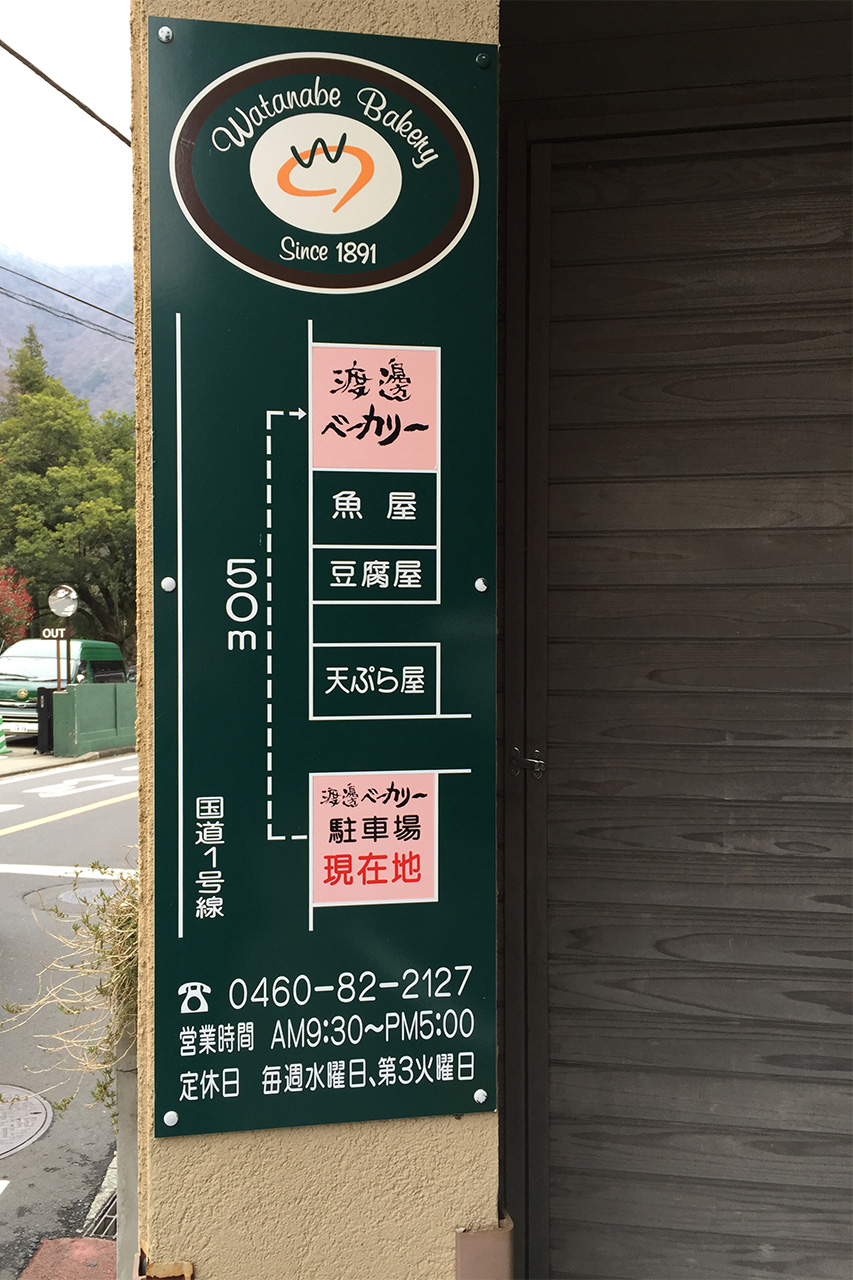 Watanabe Bakery
W
Since 1891
渡邊
ベーカリー
魚屋
豆腐屋
50m
天ぷら屋
渡邊ベーカリー
駐車場
現在地
国道1号線
0460-82-2127
営業時間 AM9:30~PM5:00
定休日 毎週水曜日、第3火曜日
OUT